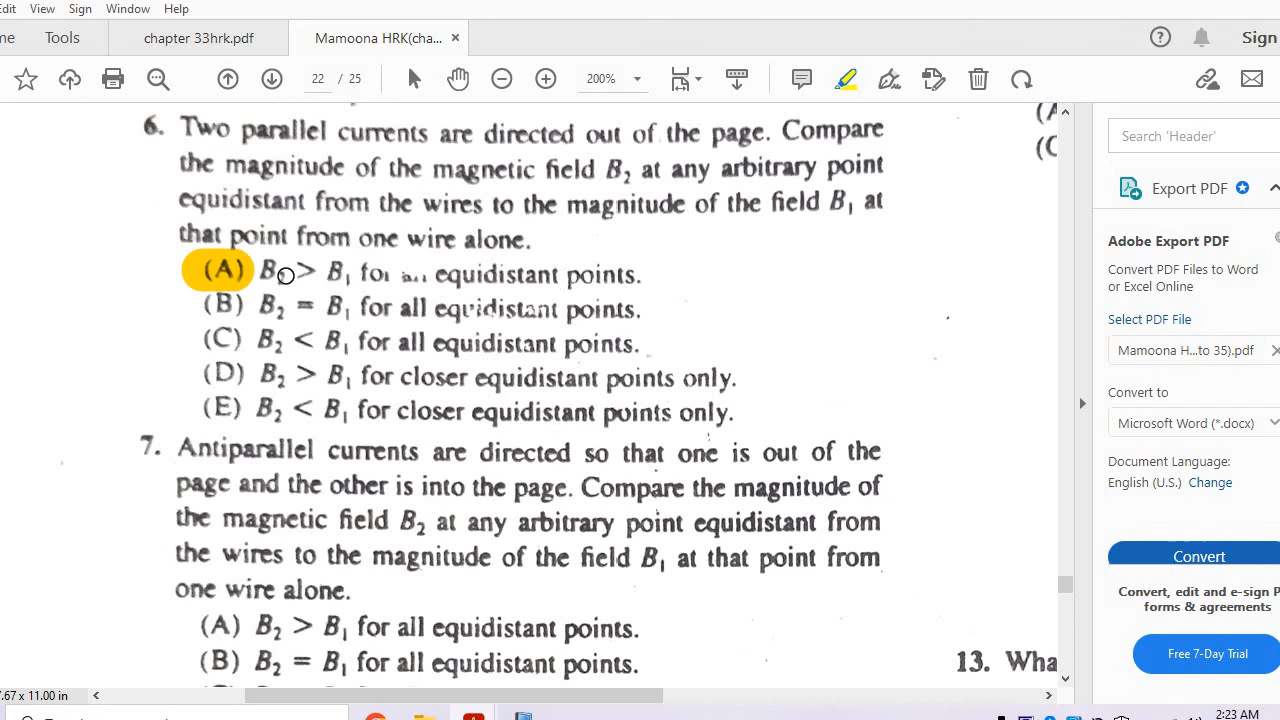 Edit View Sign Window Help
me Tools chapter 33hrk.pdf Mamoona HRK(cha... × Sign
22 / 25 200%
6. Two parallel currents are directed out of the page. Compare
the magnitude of the magnetic field B₂ at any arbitrary point
equidistant from the wires to the magnitude of the field B₁ at
that point from one wire alone.
(A) B > B₁ for equidistant points.
(B) B₂ = B₁ for all equidistant points.
(C) B₂ < B₁ for all equidistant points.
(D) B₂ > B₁ for closer equidistant points only.
(E) B₂ < B₁ for closer equidistant points only.
7. Antiparallel currents are directed so that one is out of the
page and the other is into the page. Compare the magnitude of
the magnetic field B₂ at any arbitrary point equidistant from
the wires to the magnitude of the field B₁ at that point from
one wire alone.
(A) B₂ > B₁ for all equidistant points.
(B) B₂ = B₁ for all equidistant points.
(A
(C
13. Wha
7.67 x 11.00 in
Search 'Header'
Export PDF
Adobe Export PDF
Convert PDF Files to Word
or Excel Online
Select PDF File
Mamoona H...to 35).pdf ×
Convert to
Microsoft Word (*.docx)
Document Language:
English (U.S.) Change
Convert
Convert, edit and e-sign P
forms & agreements
Free 7-Day Trial
2:23 AM